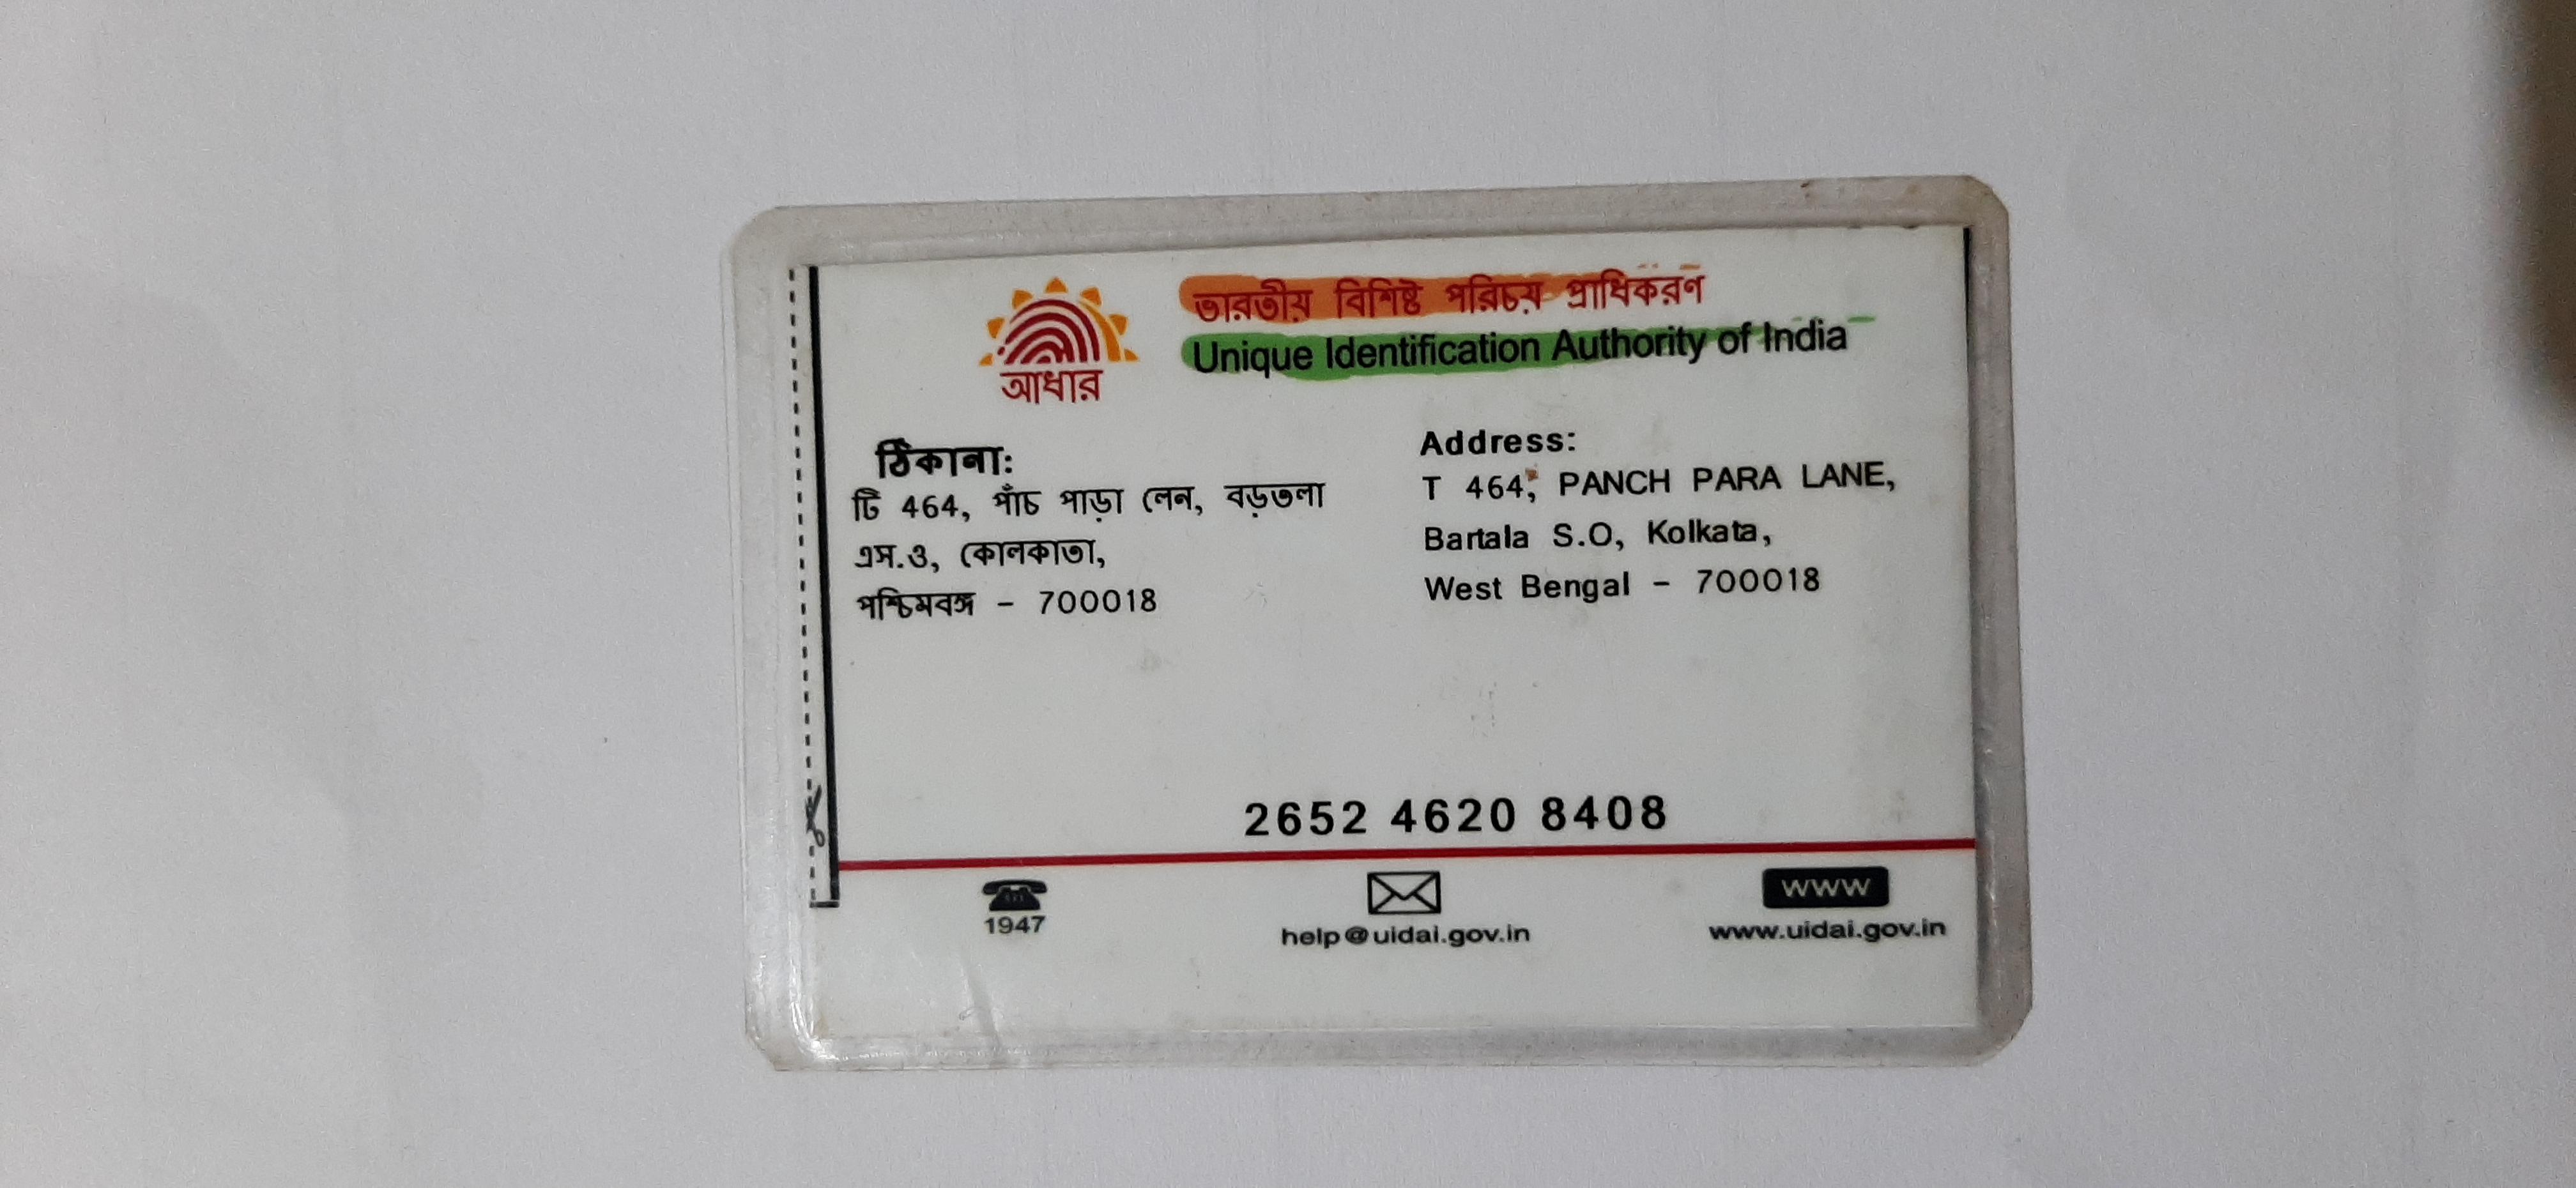 ভারতীয় বিশিষ্ট পরিচয় প্রাধিকরণ
Unique Identification Authority of India
আধার
ঠিকানা:
টি 464, পাঁচ পাড়া লেন, বড়তলা
এস.ও, কোলকাতা,
পশ্চিমবঙ্গ - 700018
Address:
T 464, PANCH PARA LANE,
Bartala S.O, Kolkata,
West Bengal - 700018
2652 4620 8408
1947
help@uidai.gov.in
www
www.uidai.gov.in